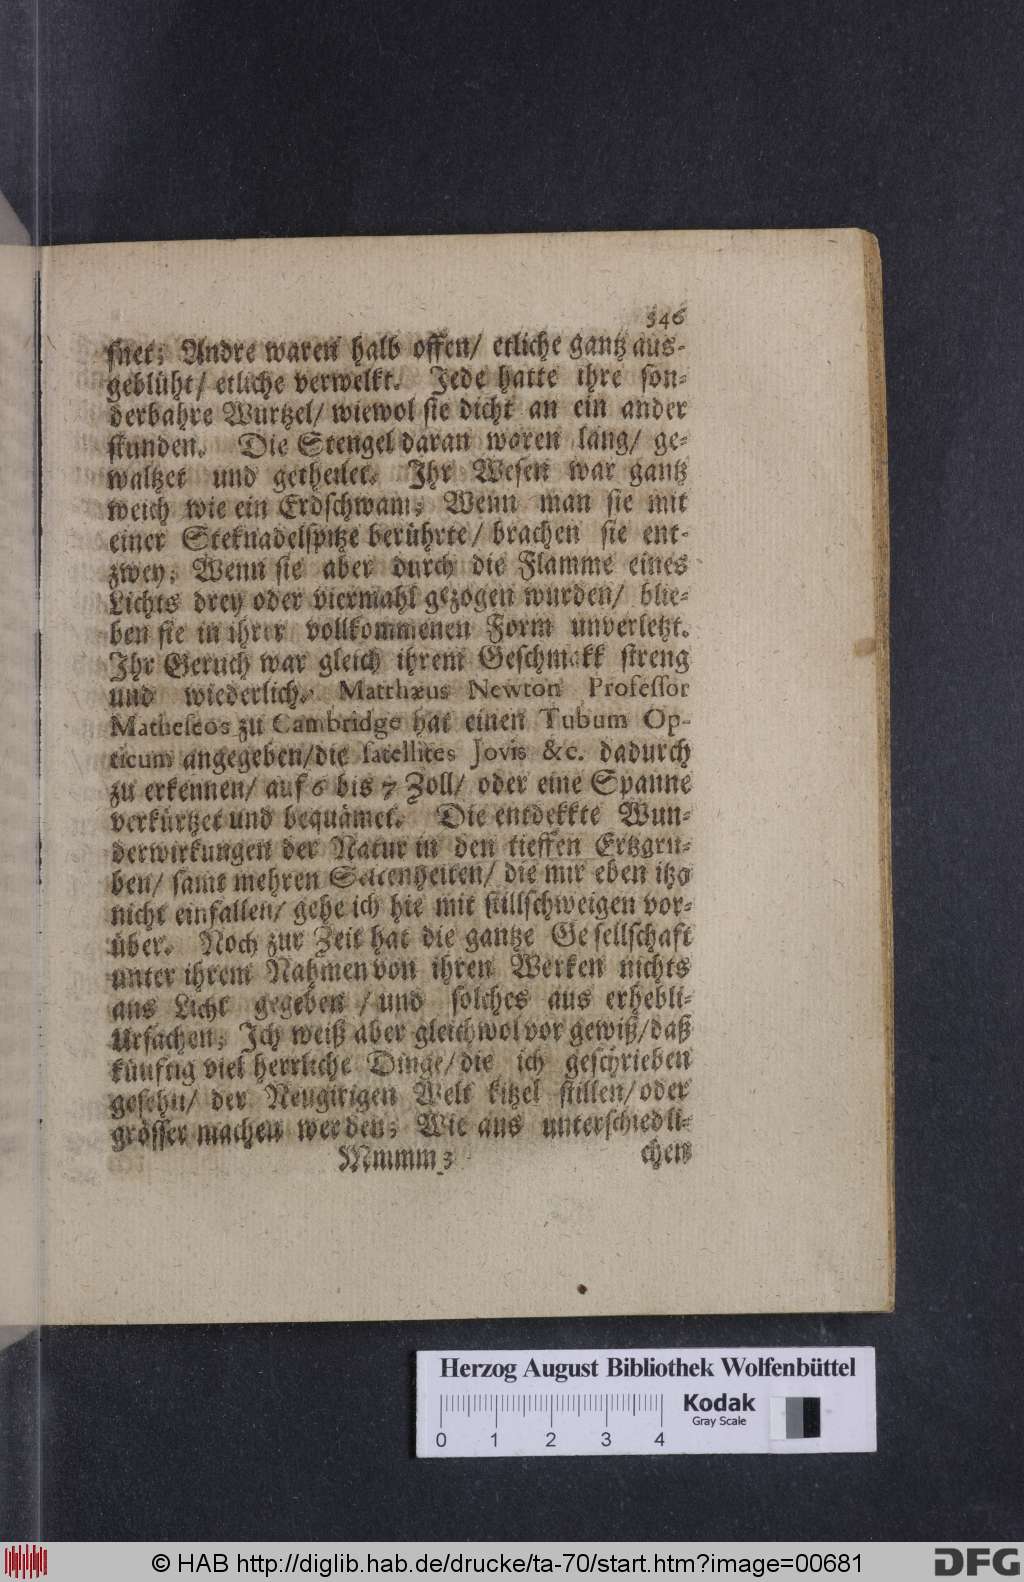 546
fnet; Andre waren halb offen/ etliche gantz aus-
geblüht/ etliche verwelkt. Jede hatte ihre son-
derbahre Wurtzel/ wiewol sie dicht an ein ander
stunden. Die Stengel daran waren lang/ ge-
waltzet und getheilet. Ihr Wesen war gantz
weich wie ein Erdschwam; Wenn man sie mit
einer Steknadelspitze berührte/ brachen sie ent-
zwey; Wenn sie aber durch die Flamme eines
Lichts drey oder viermahl gezogen wurden/ blie-
ben sie in ihrer vollkommenen Form unverletzt.
Ihr Geruch war gleich ihrem Geschmakk streng
und wiederlich. Matthæus Newton Professor
Matheseos zu Cambridge hat einen Tubum Op-
ticum angegeben/die satellites Jovis &c. dadurch
zu erkennen/ auf 6 bis 7 Zoll/ oder eine Spanne
verkürtzet und bequämet. Die entdekkte Wun-
derwirkungen der Natur in den tieffen Ertzgru-
ben/ samt mehren Seltenheiten/ die mir eben itzo
nicht einfallen/ gehe ich hie mit stillschweigen vor-
über. Noch zur Zeit hat die gantze Gesellschaft
unter ihrem Nahmen von ihren Werken nichts
ans Licht gegeben / und solches aus erhebli-
Ursachen; Ich weiß aber gleichwol vor gewiß/daß
künftig viel herrliche Dinge/die ich geschrieben
gesehn/ der Neugirigen Welt kitzel stillen/oder
grösser machen werden; Wie aus unterschiedli-
Mmmm 3 chen
Herzog August Bibliothek Wolfenbüttel
Kodak
Gray Scale
0 1 2 3 4
© HAB http://diglib.hab.de/drucke/ta-70/start.htm?image=00681
DFG